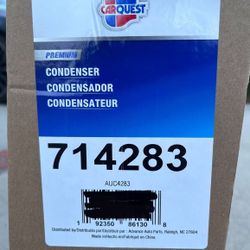 CARQUEST
PREMIUM
CONDENSER
CONDENSADOR
CONDENSATEUR
714283
AUC4283
1 92350 86130 8
Distributed by/Distribuido por/Distribué par : Advance Auto Parts, Raleigh, NC 27604
Made in/Hecho en/Fabriqué en China